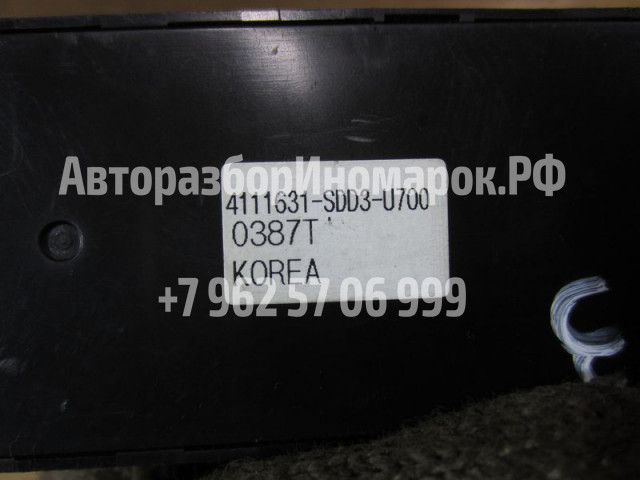 АвторазборИномарок.РФ
4111631-SDD3-U700
0387T
KOREA
+7 962 57 06 999